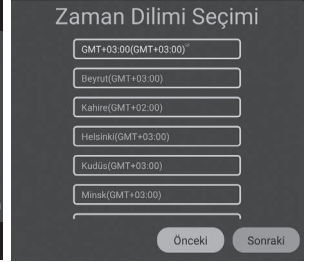 Zaman Dilimi Seçimi
GMT+03:00(GMT+03:00)
Beyrut(GMT+03:00)
Kahire(GMT+02:00)
Helsinki(GMT+03:00)
Kudüs(GMT+03:00)
Minsk(GMT+03:00)
Önceki
Sonraki